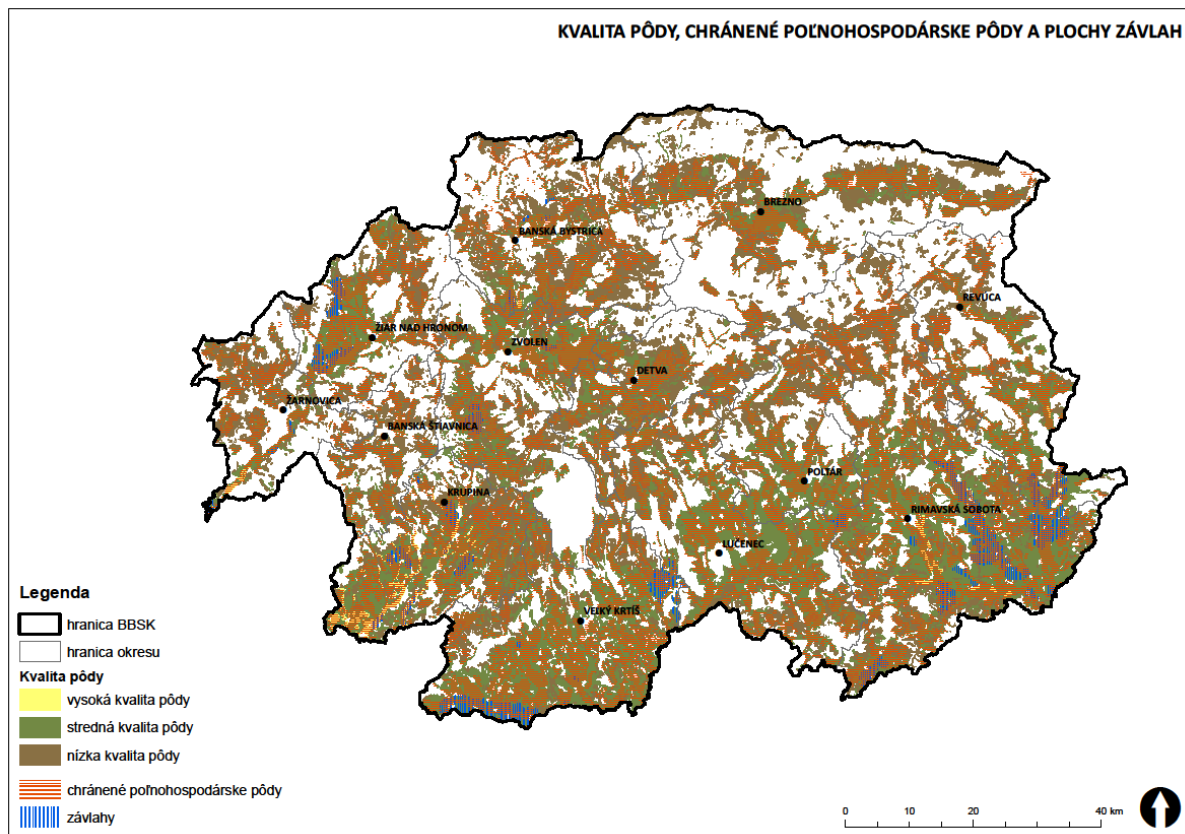 KVALITA PÔDY, CHRÁNENÉ POĽNOHOSPODÁRSKE PÔDY A PLOCHY ZÁVLAH
BREZNO
BANSKÁ BYSTRICA
REVÚCA
ŽIAR NAD HRONOM
ZVOLEN
DETVA
ŽARNOVICA
BANSKÁ ŠTIAVNICA
POLTÁR
KRUPINA
RIMAVSKÁ SOBOTA
LUČENEC
VEĽKÝ KRTÍŠ
Legenda
hranica BBSK
hranica okresu
Kvalita pôdy
vysoká kvalita pôdy
stredná kvalita pôdy
nízka kvalita pôdy
chránené poľnohospodárske pôdy
závlahy
0 10 20 40 km